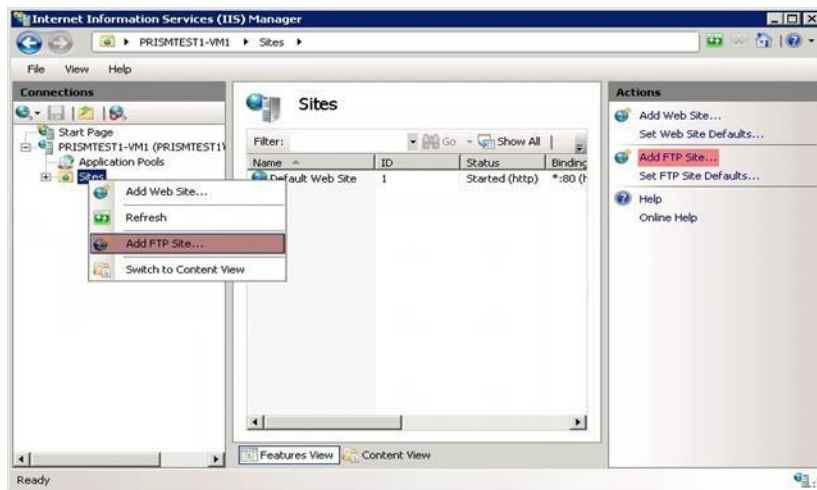 Internet Information Services (IIS) Manager
PRISMTEST1-VM1 Sites
File View Help
Connections
Start Page
PRISMTEST1-VM1 (PRISMTEST1\
Application Pools
Sites
Add Web Site...
Refresh
Add FTP Site...
Switch to Content View
Sites
Filter: Go Show All
Name ID Status Binding
Default Web Site 1 Started (http) *:80 (h
Features View Content View
Actions
Add Web Site...
Set Web Site Defaults...
Add FTP Site...
Set FTP Site Defaults...
Help
Online Help
Ready